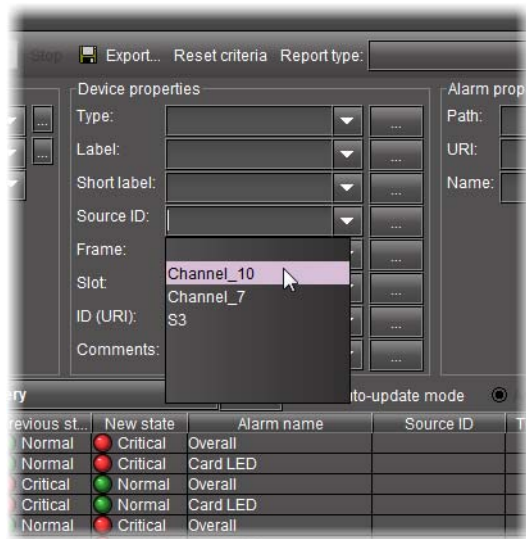 Stop Export... Reset criteria Report type:
Device properties
Alarm prop
Type:
...
Path:
...
Label:
...
URI:
...
Short label:
...
Name:
Source ID:
...
Frame:
...
Channel_10
Slot:
...
Channel_7
ID (URI):
...
S3
Comments:
...
ery
to-update mode
revious st... New state Alarm name Source ID T
Normal Critical Overall
Normal Critical Card LED
Critical Normal Overall
Critical Normal Card LED
Normal Critical Overall